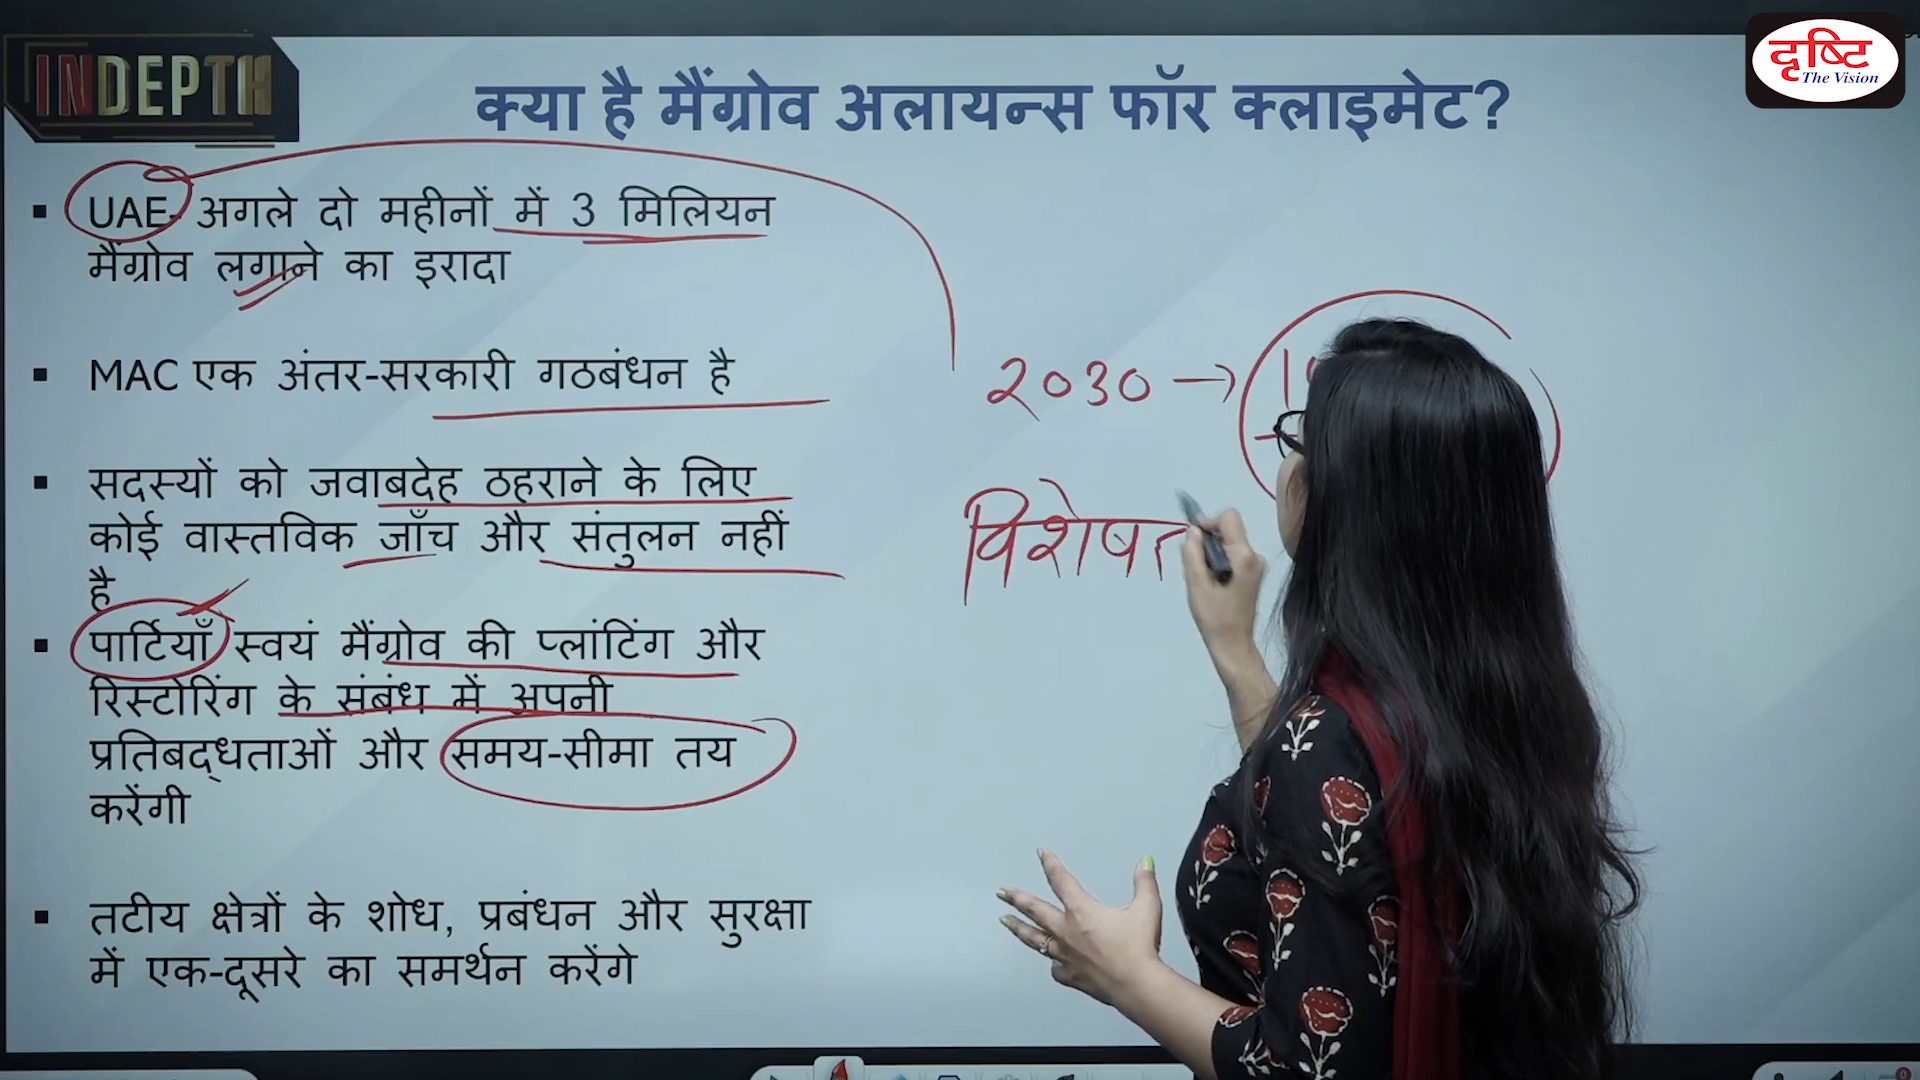 INDEPTH
क्या है मैंग्रोव अलायन्स फॉर क्लाइमेट?
दृष्टि
The Vision
▪ UAE- अगले दो महीनों में 3 मिलियन
मैंग्रोव लगाने का इरादा
▪ MAC एक अंतर-सरकारी गठबंधन है
▪ सदस्यों को जवाबदेह ठहराने के लिए
कोई वास्तविक जाँच और संतुलन नहीं
है
▪ पार्टियाँ स्वयं मैंग्रोव की प्लांटिंग और
रिस्टोरिंग के संबंध में अपनी
प्रतिबद्धताओं और समय-सीमा तय
करेंगी
▪ तटीय क्षेत्रों के शोध, प्रबंधन और सुरक्षा
में एक-दूसरे का समर्थन करेंगे
२०३० →